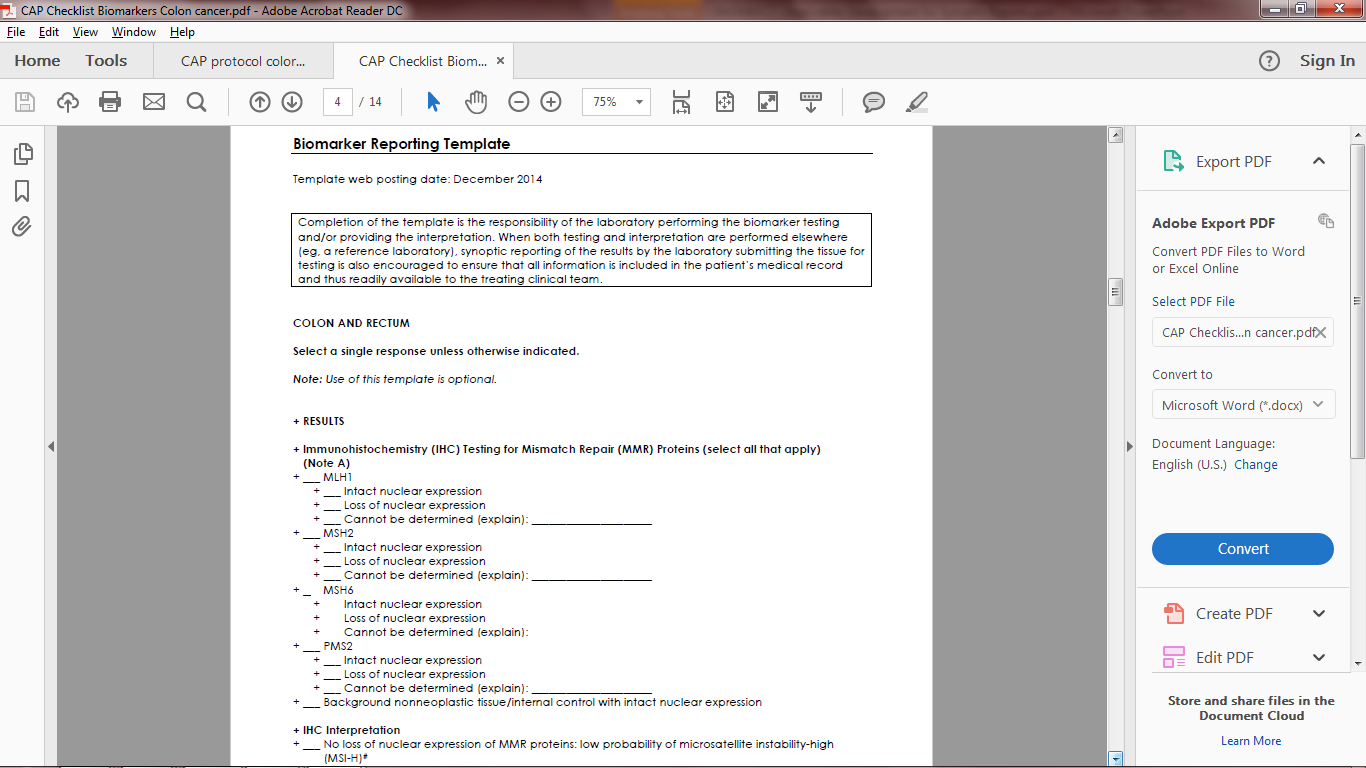 CAP Checklist Biomarkers Colon cancer.pdf - Adobe Acrobat Reader DC
File Edit View Window Help
Home Tools CAP protocol color... CAP Checklist Biom... × ? Sign In
4 / 14 75%
Biomarker Reporting Template
Template web posting date: December 2014
Completion of the template is the responsibility of the laboratory performing the biomarker testing
and/or providing the interpretation. When both testing and interpretation are performed elsewhere
(eg, a reference laboratory), synoptic reporting of the results by the laboratory submitting the tissue for
testing is also encouraged to ensure that all information is included in the patient's medical record
and thus readily available to the treating clinical team.
COLON AND RECTUM
Select a single response unless otherwise indicated.
Note: Use of this template is optional.
+ RESULTS
+ Immunohistochemistry (IHC) Testing for Mismatch Repair (MMR) Proteins (select all that apply)
(Note A)
+ ___ MLH1
+ ___ Intact nuclear expression
+ ___ Loss of nuclear expression
+ ___ Cannot be determined (explain): ____________________
+ ___ MSH2
+ ___ Intact nuclear expression
+ ___ Loss of nuclear expression
+ ___ Cannot be determined (explain): ____________________
+ _ MSH6
+ Intact nuclear expression
+ Loss of nuclear expression
+ Cannot be determined (explain):
+ ___ PMS2
+ ___ Intact nuclear expression
+ ___ Loss of nuclear expression
+ ___ Cannot be determined (explain): ____________________
+ ___ Background nonneoplastic tissue/internal control with intact nuclear expression
+ IHC Interpretation
+ ___ No loss of nuclear expression of MMR proteins: low probability of microsatellite instability-high
(MSI-H)#
Export PDF
Adobe Export PDF
Convert PDF Files to Word
or Excel Online
Select PDF File
CAP Checklis...n cancer.pdf
Convert to
Microsoft Word (*.docx)
Document Language:
English (U.S.) Change
Convert
Create PDF
Edit PDF
Store and share files in the
Document Cloud
Learn More